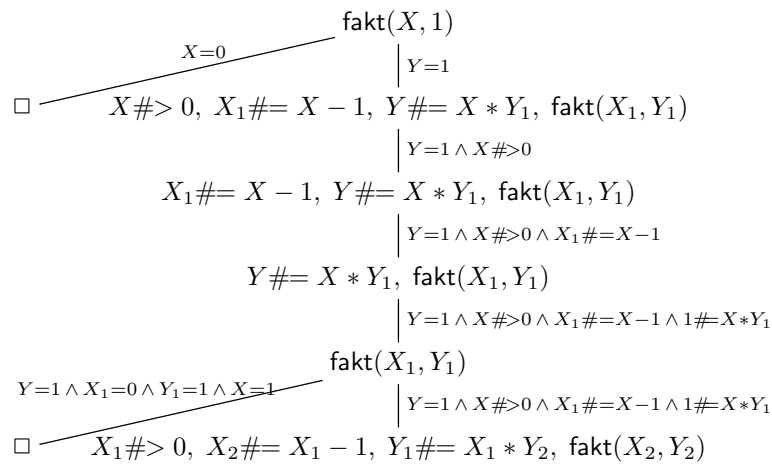 fakt(X, 1)
X=0
Y=1
□ X#> 0, X₁#= X − 1, Y#= X ∗ Y₁, fakt(X₁, Y₁)
Y=1 ∧ X#>0
X₁#= X − 1, Y#= X ∗ Y₁, fakt(X₁, Y₁)
Y=1 ∧ X#>0 ∧ X₁#=X−1
Y#= X ∗ Y₁, fakt(X₁, Y₁)
Y=1 ∧ X#>0 ∧ X₁#=X−1 ∧ 1#=X∗Y₁
fakt(X₁, Y₁)
Y=1 ∧ X₁=0 ∧ Y₁=1 ∧ X=1
Y=1 ∧ X#>0 ∧ X₁#=X−1 ∧ 1#=X∗Y₁
□ X₁#> 0, X₂#= X₁ − 1, Y₁#= X₁ ∗ Y₂, fakt(X₂, Y₂)